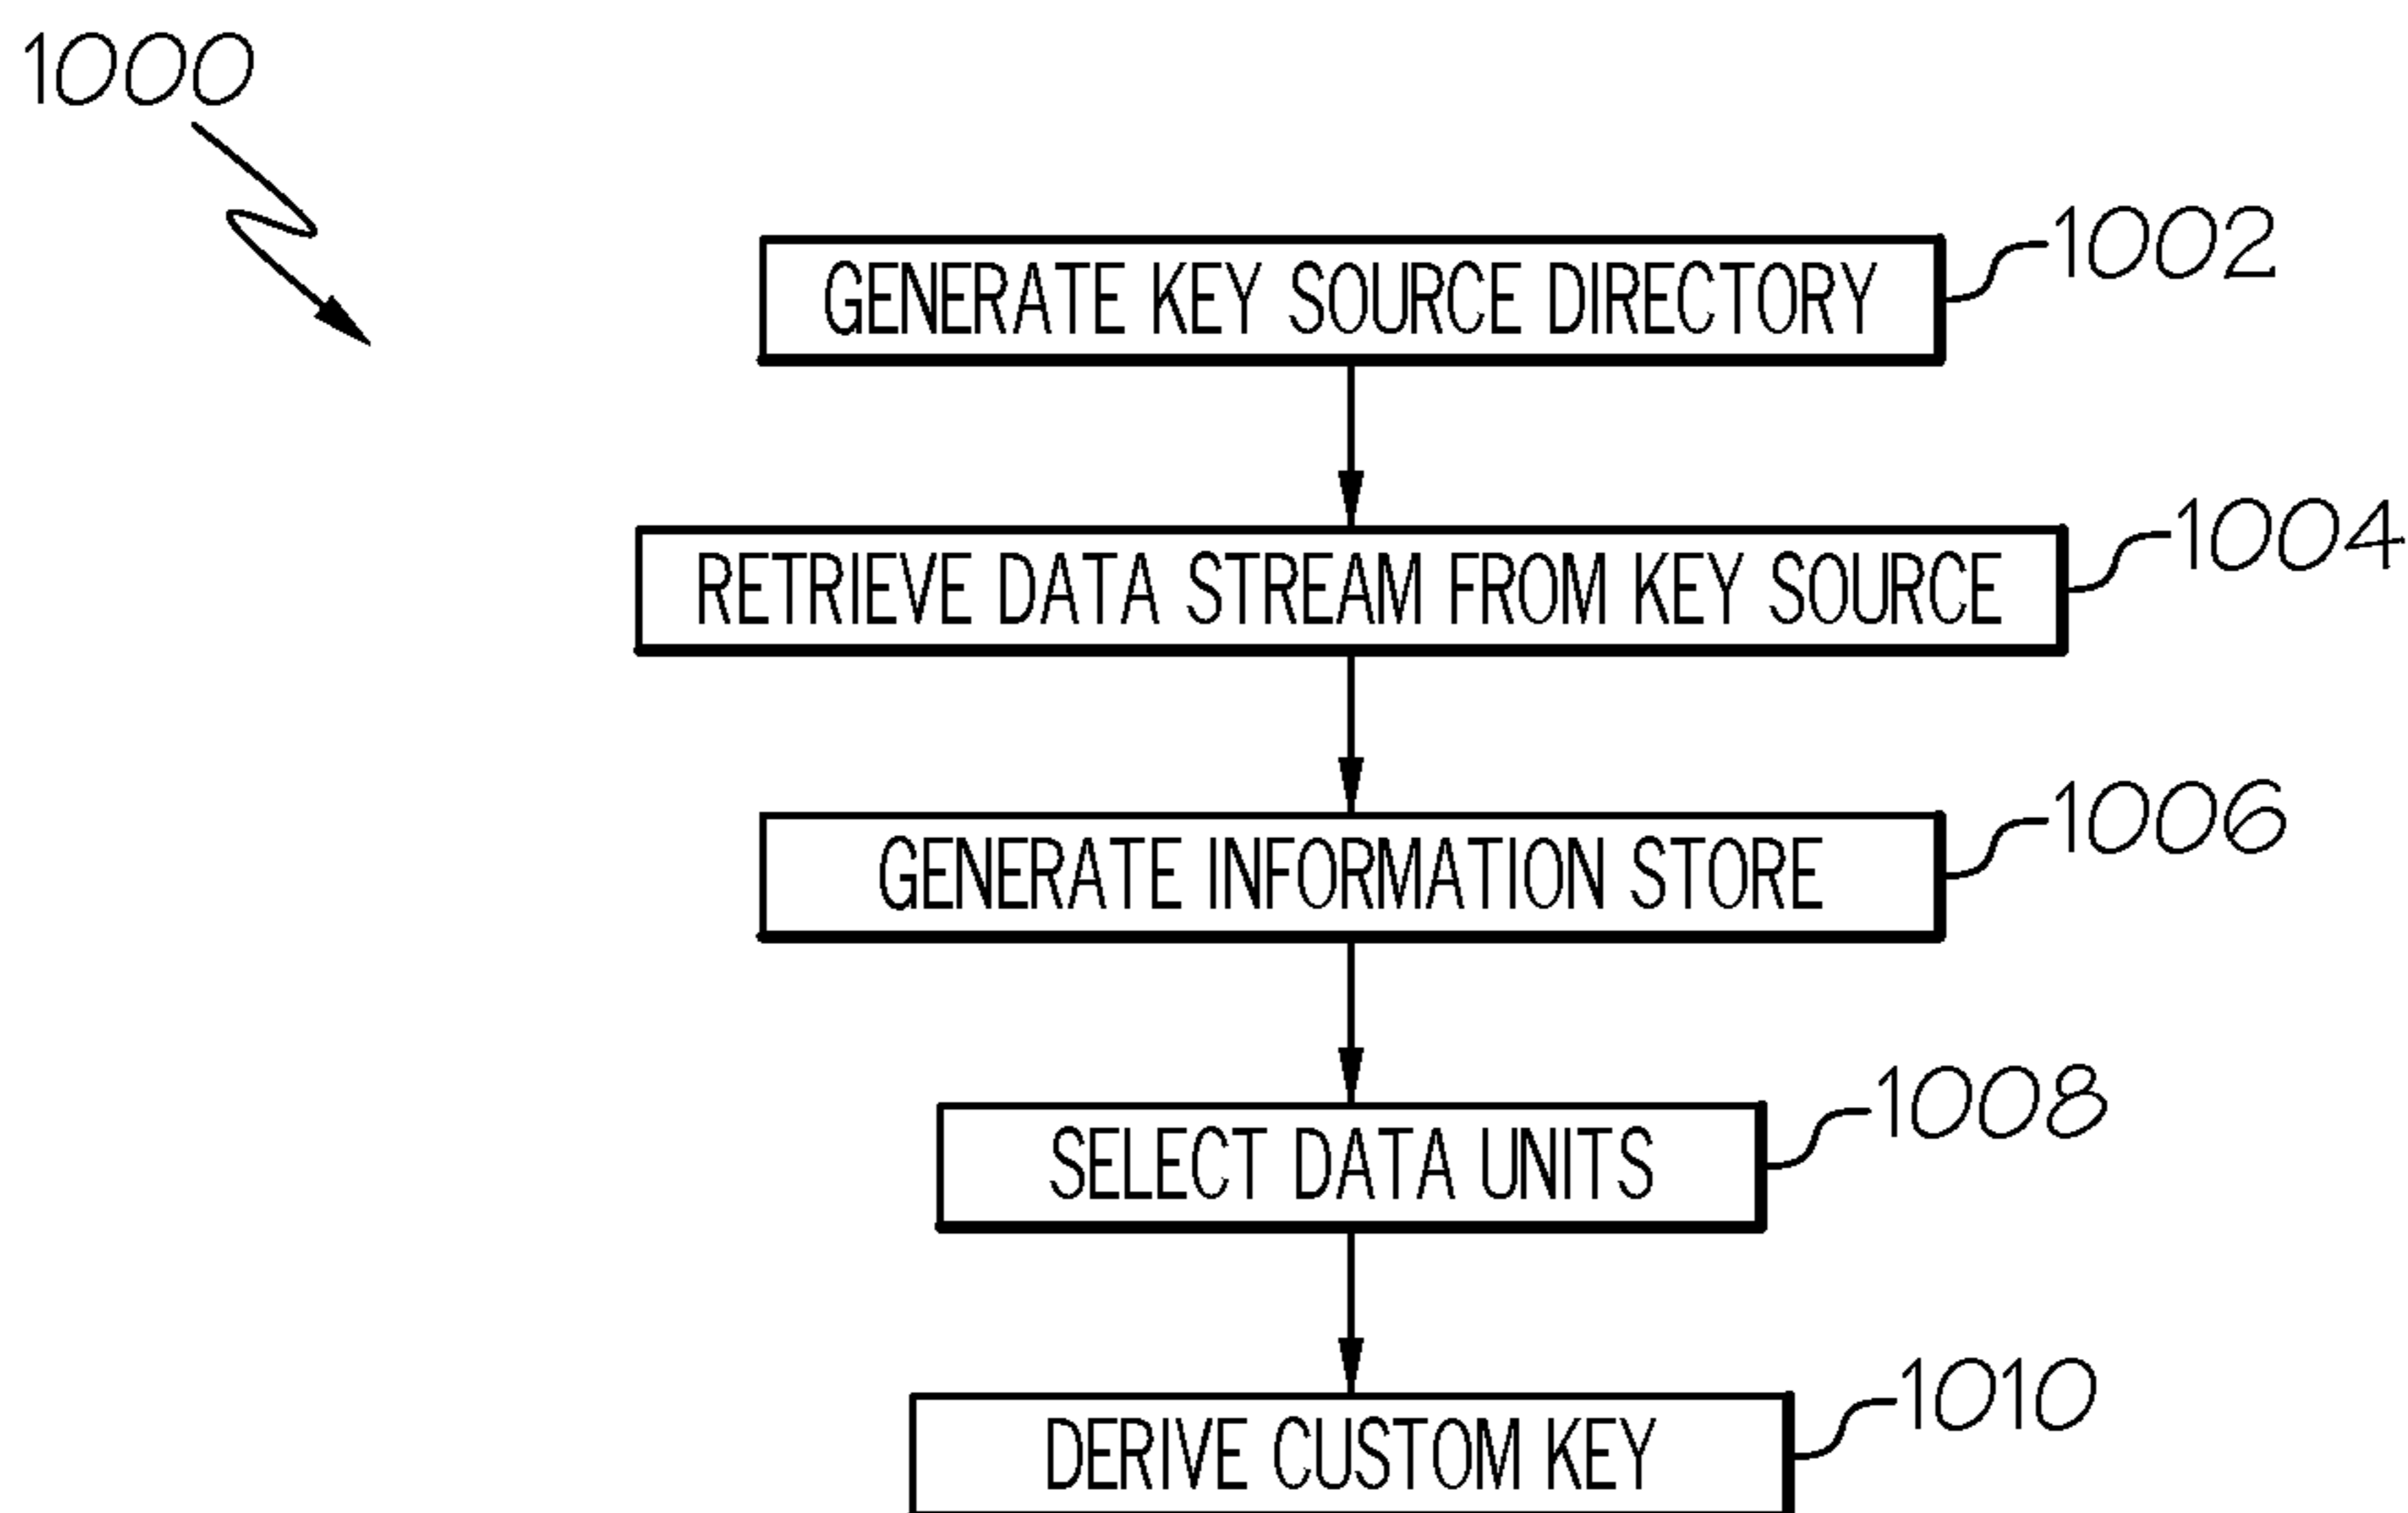 1000
GENERATE KEY SOURCE DIRECTORY
1002
RETRIEVE DATA STREAM FROM KEY SOURCE
1004
GENERATE INFORMATION STORE
1006
SELECT DATA UNITS
1008
DERIVE CUSTOM KEY
1010